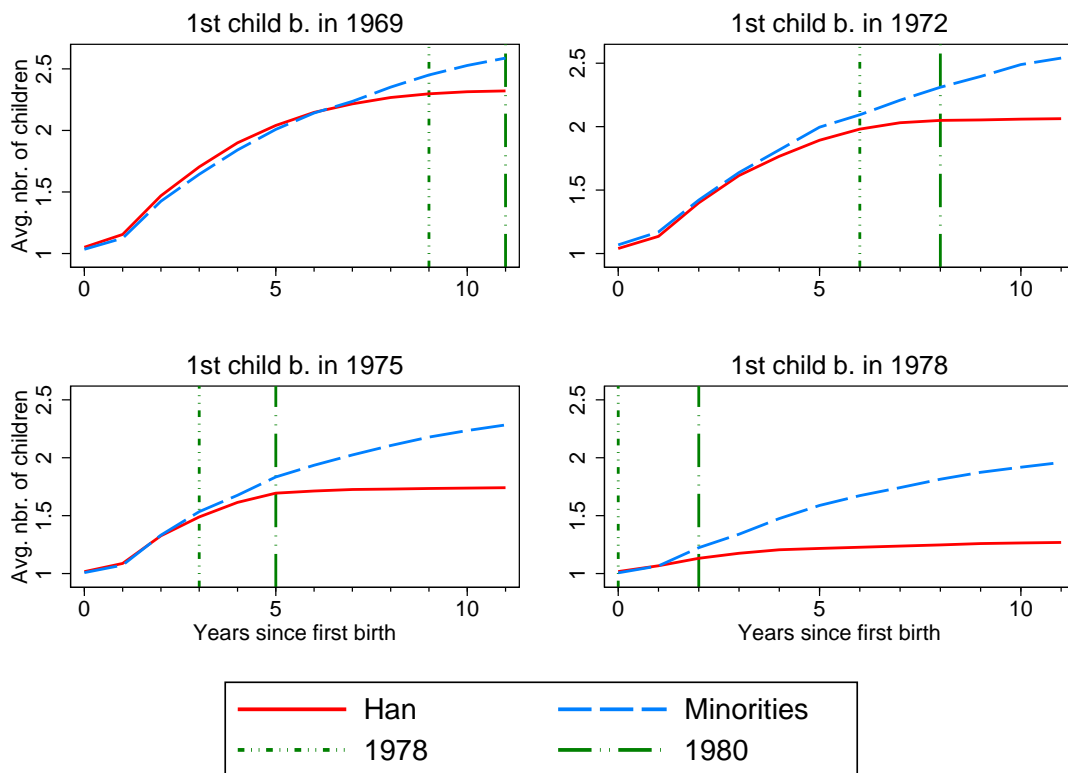 1st child b. in 1969
Avg. nbr. of children
1 1.5 2 2.5
0 5 10
1st child b. in 1972
1 1.5 2 2.5
0 5 10
1st child b. in 1975
Avg. nbr. of children
1 1.5 2 2.5
0 5 10
Years since first birth
1st child b. in 1978
1 1.5 2 2.5
0 5 10
Years since first birth
Han Minorities
1978 1980